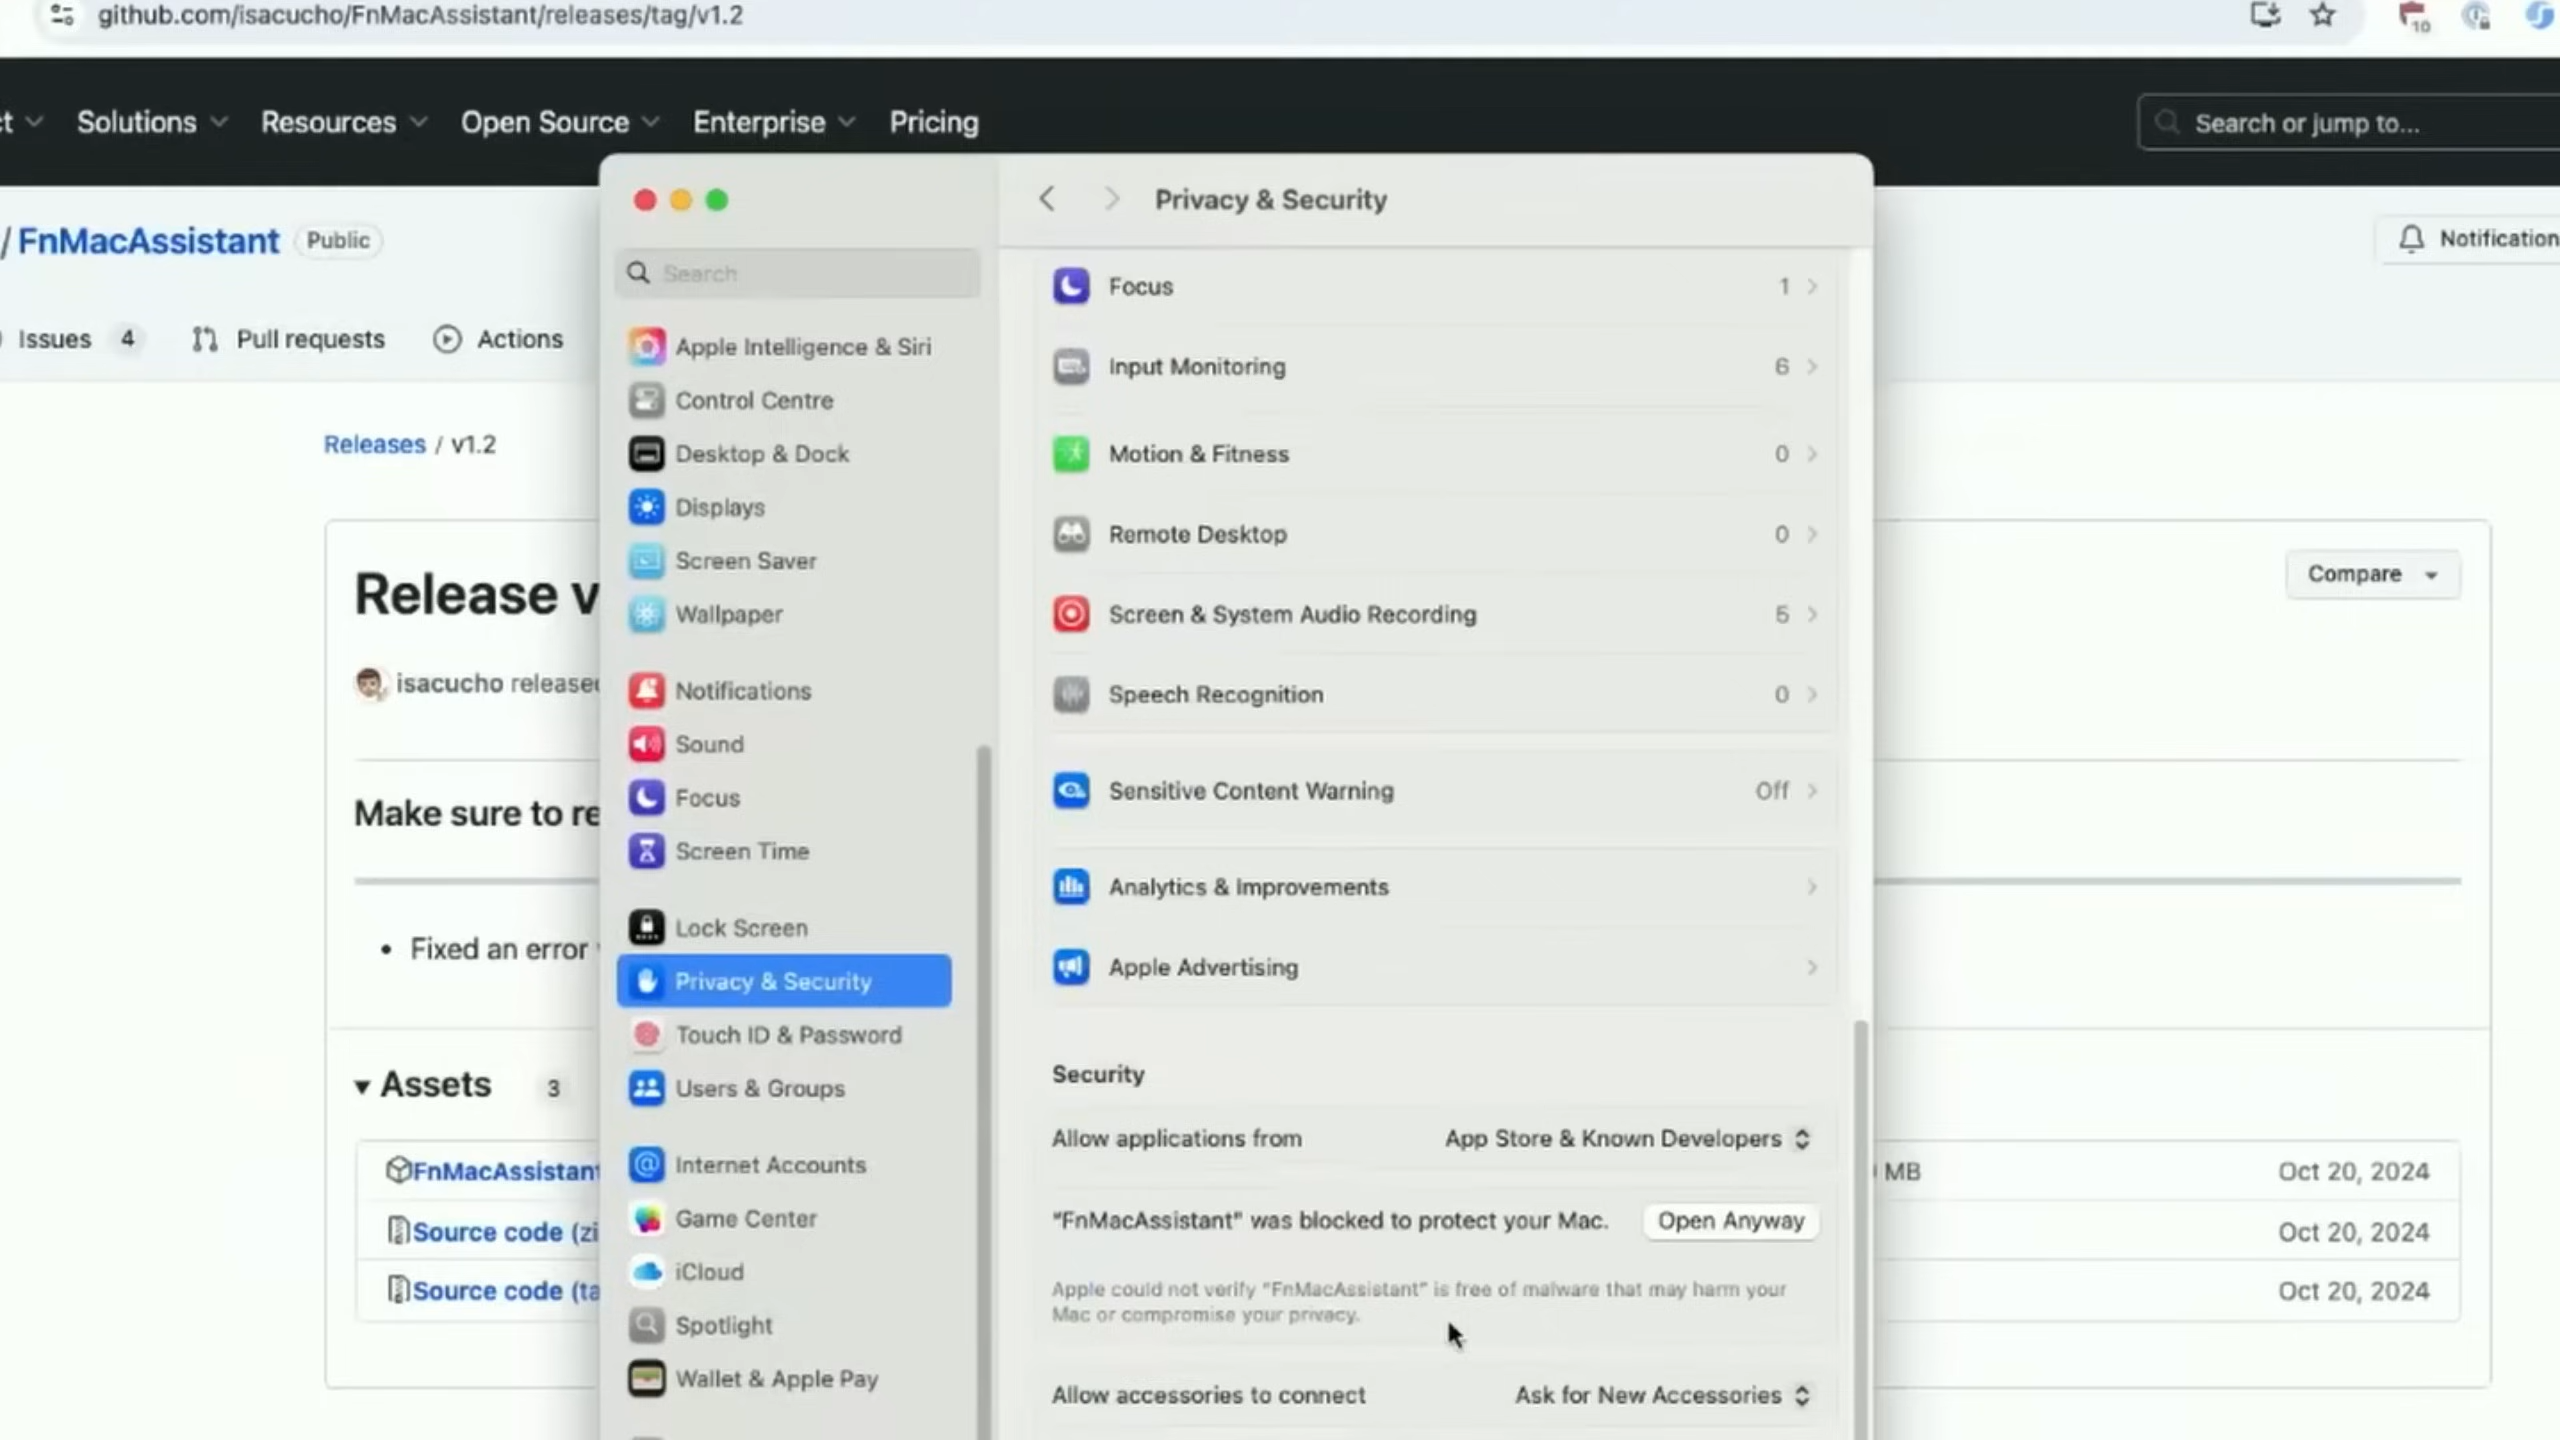 github.com/isacucho/FnMacAssistant/releases/tag/v1.2
10
Solutions
Resources
Open Source
Enterprise
Pricing
Search or jump to...
/ FnMacAssistant
Public
Notification
Issues 4
Pull requests
Actions
Releases / v1.2
Release v
Compare
isacucho release
Make sure to re
Fixed an error
Assets 3
FnMacAssistant
MB
Oct 20, 2024
Source code (zi
Oct 20, 2024
Source code (ta
Oct 20, 2024
Search
Apple Intelligence & Siri
Control Centre
Desktop & Dock
Displays
Screen Saver
Wallpaper
Notifications
Sound
Focus
Screen Time
Lock Screen
Privacy & Security
Touch ID & Password
Users & Groups
Internet Accounts
Game Center
iCloud
Spotlight
Wallet & Apple Pay
Privacy & Security
Focus 1
Input Monitoring 6
Motion & Fitness 0
Remote Desktop 0
Screen & System Audio Recording 5
Speech Recognition 0
Sensitive Content Warning Off
Analytics & Improvements
Apple Advertising
Security
Allow applications from App Store & Known Developers
"FnMacAssistant" was blocked to protect your Mac. Open Anyway
Apple could not verify "FnMacAssistant" is free of malware that may harm your
Mac or compromise your privacy.
Allow accessories to connect Ask for New Accessories